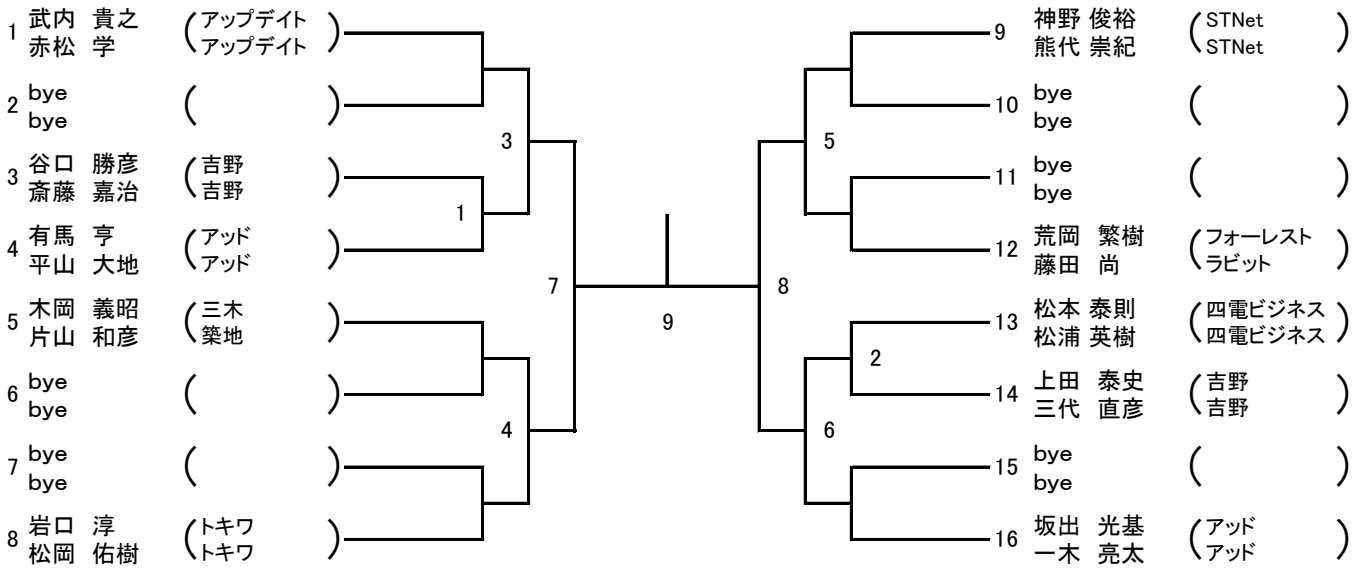 1 武内 貴之 (アップデイト
赤松 学 アップデイト)
2 bye ( )
bye
3 谷口 勝彦 (吉野
斎藤 嘉治 吉野)
4 有馬 亨 (アッド
平山 大地 アッド)
5 木岡 義昭 (三木
片山 和彦 築地)
6 bye ( )
bye
7 bye ( )
bye
8 岩口 淳 (トキワ
松岡 佑樹 トキワ)
3
1
7
4
9
5
8
2
6
9 神野 俊裕 (STNet
熊代 崇紀 STNet)
10 bye ( )
bye
11 bye ( )
bye
12 荒岡 繁樹 (フォーレスト
藤田 尚 ラビット)
13 松本 泰則 (四電ビジネス
松浦 英樹 四電ビジネス)
14 上田 泰史 (吉野
三代 直彦 吉野)
15 bye ( )
bye
16 坂出 光基 (アッド
一木 亮太 アッド)